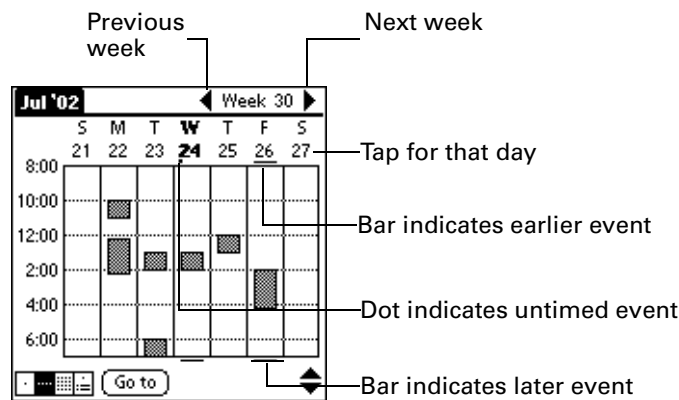 Previous week
Next week
Jul '02
Week 30
S M T W T F S
21 22 23 24 25 26 27
Tap for that day
8:00
Bar indicates earlier event
10:00
12:00
2:00
Dot indicates untimed event
4:00
6:00
Go to
Bar indicates later event